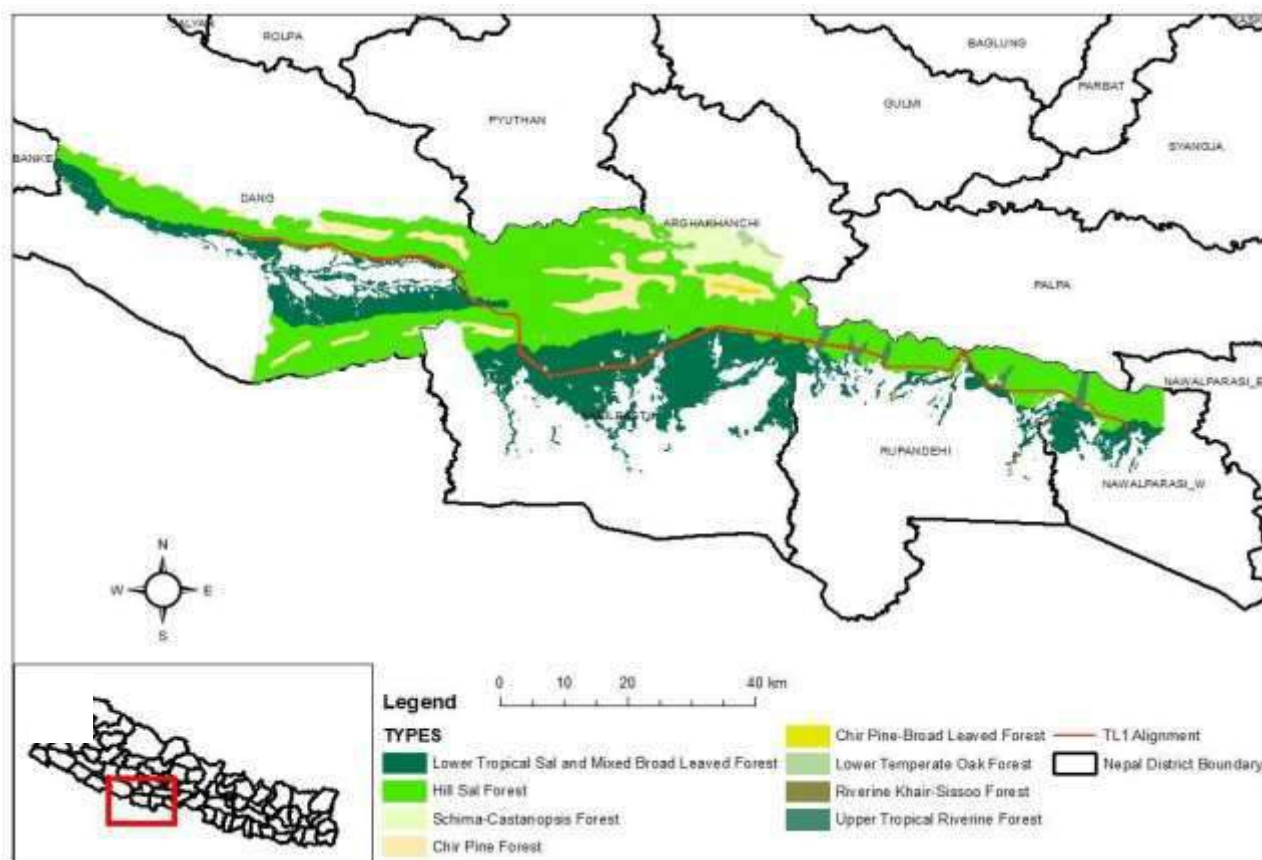 ROLPA
BAGLUNG
PARBAT
GULMI
PYUTHAN
SYANGJA
BANKE
DANG
ARGHAKHANCHI
PALPA
NAWALPARASI_E
RUPANDEHI
NAWALPARASI_W
N
W E
S
0 10 20 40 km
Legend
TYPES
Lower Tropical Sal and Mixed Broad Leaved Forest
Hill Sal Forest
Schima-Castanopsis Forest
Chir Pine Forest
Chir Pine-Broad Leaved Forest
Lower Temperate Oak Forest
Riverine Khair-Sissoo Forest
Upper Tropical Riverine Forest
TL1 Alignment
Nepal District Boundary